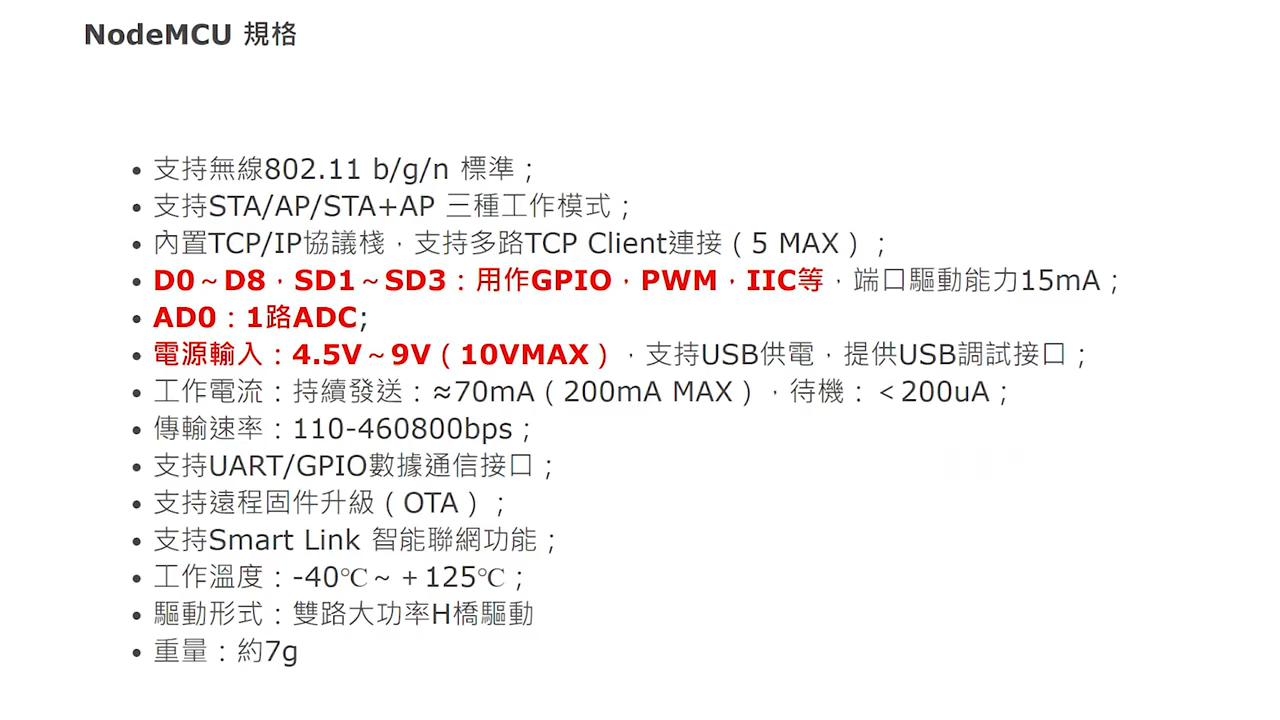 NodeMCU 規格
• 支持無線802.11 b/g/n 標準；
• 支持STA/AP/STA+AP 三種工作模式；
• 內置TCP/IP協議棧，支持多路TCP Client連接（5 MAX）；
• D0～D8，SD1～SD3：用作GPIO，PWM，IIC等，端口驅動能力15mA；
• AD0：1路ADC;
• 電源輸入：4.5V～9V（10VMAX），支持USB供電，提供USB調試接口；
• 工作電流：持續發送：≈70mA（200mA MAX），待機：＜200uA；
• 傳輸速率：110-460800bps；
• 支持UART/GPIO數據通信接口；
• 支持遠程固件升級（OTA）；
• 支持Smart Link 智能聯網功能；
• 工作溫度：-40℃～＋125℃；
• 驅動形式：雙路大功率H橋驅動
• 重量：約7g